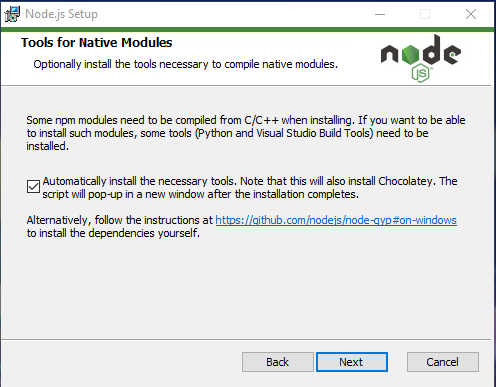 Node.js Setup
Tools for Native Modules
Optionally install the tools necessary to compile native modules.
node
JS
Some npm modules need to be compiled from C/C++ when installing. If you want to be able
to install such modules, some tools (Python and Visual Studio Build Tools) need to be
installed.
Automatically install the necessary tools. Note that this will also install Chocolatey. The
script will pop-up in a new window after the installation completes.
Alternatively, follow the instructions at https://github.com/nodejs/node-gyp#on-windows
to install the dependencies yourself.
Back
Next
Cancel